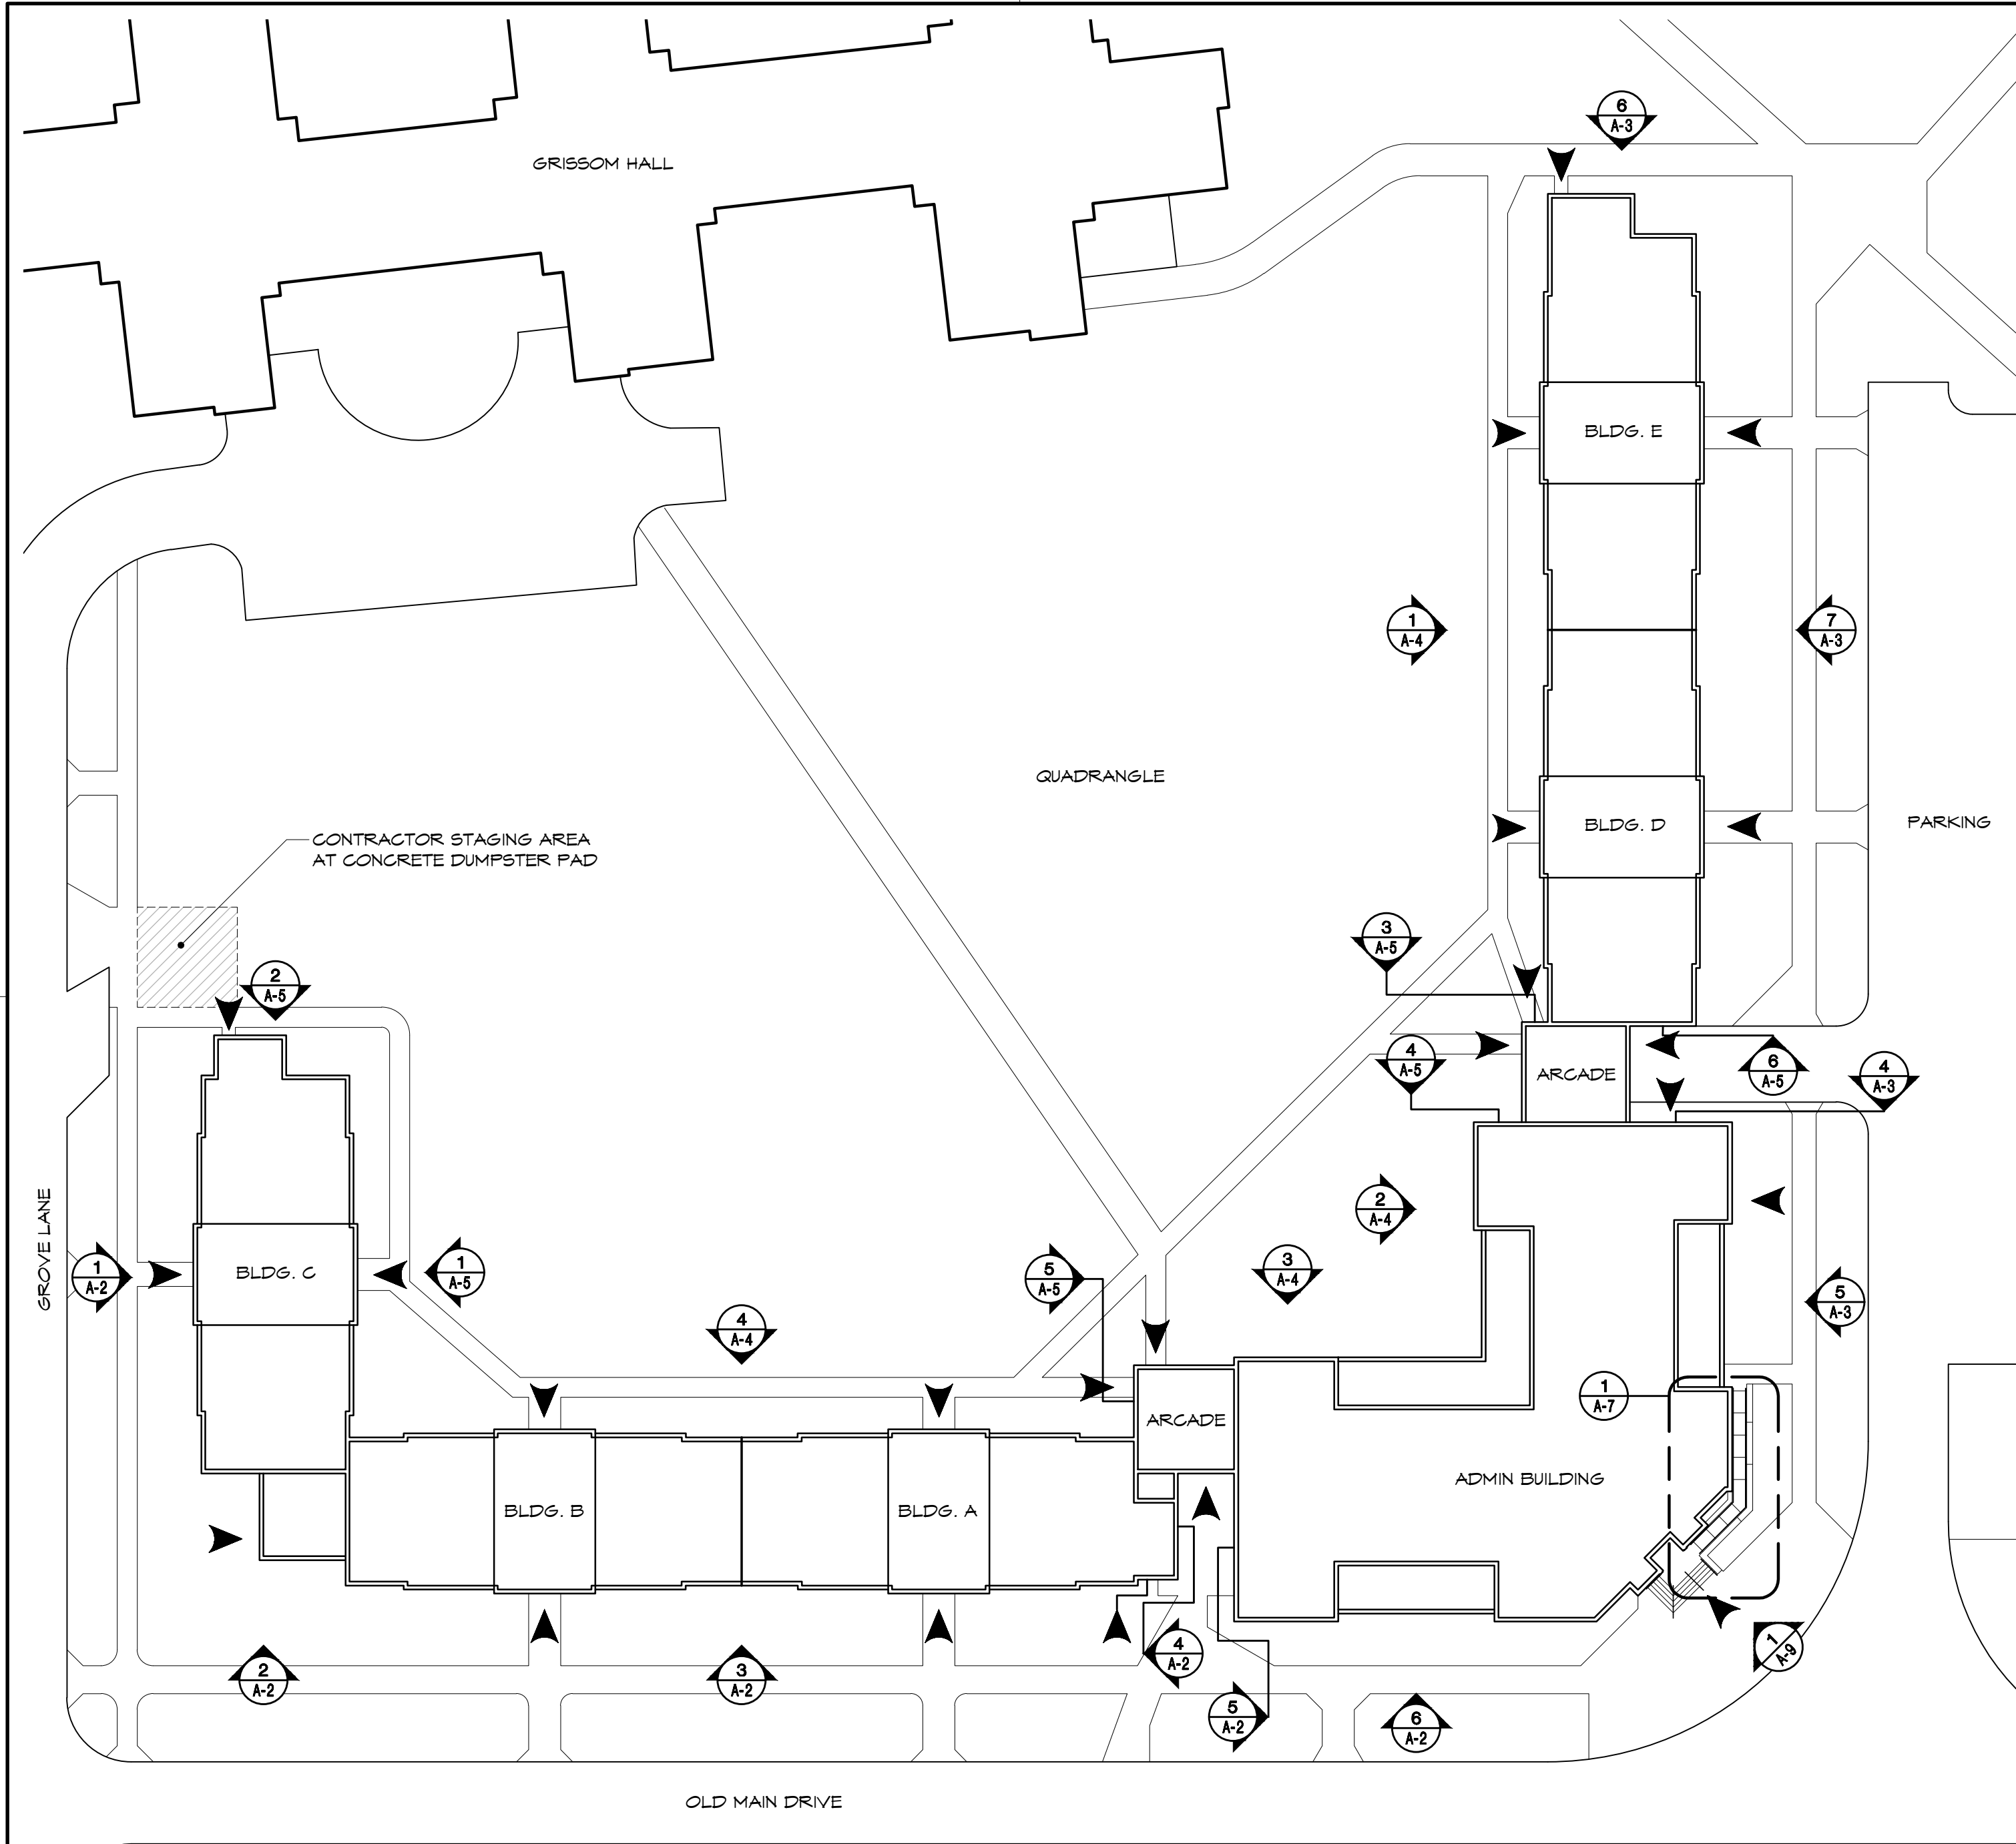 6
A-3
GRISSOM HALL
BLDG. E
1
A-4
7
A-3
QUADRANGLE
BLDG. D
PARKING
CONTRACTOR STAGING AREA
AT CONCRETE DUMPSTER PAD
3
A-5
2
A-5
4
A-5
ARCADE
6
A-5
4
A-3
2
A-4
GROVE LANE
1
A-2
BLDG. C
1
A-5
5
A-5
3
A-4
5
A-3
4
A-4
1
A-7
ARCADE
ADMIN BUILDING
BLDG. B
BLDG. A
2
A-2
3
A-2
4
A-2
1
A-9
5
A-2
6
A-2
OLD MAIN DRIVE